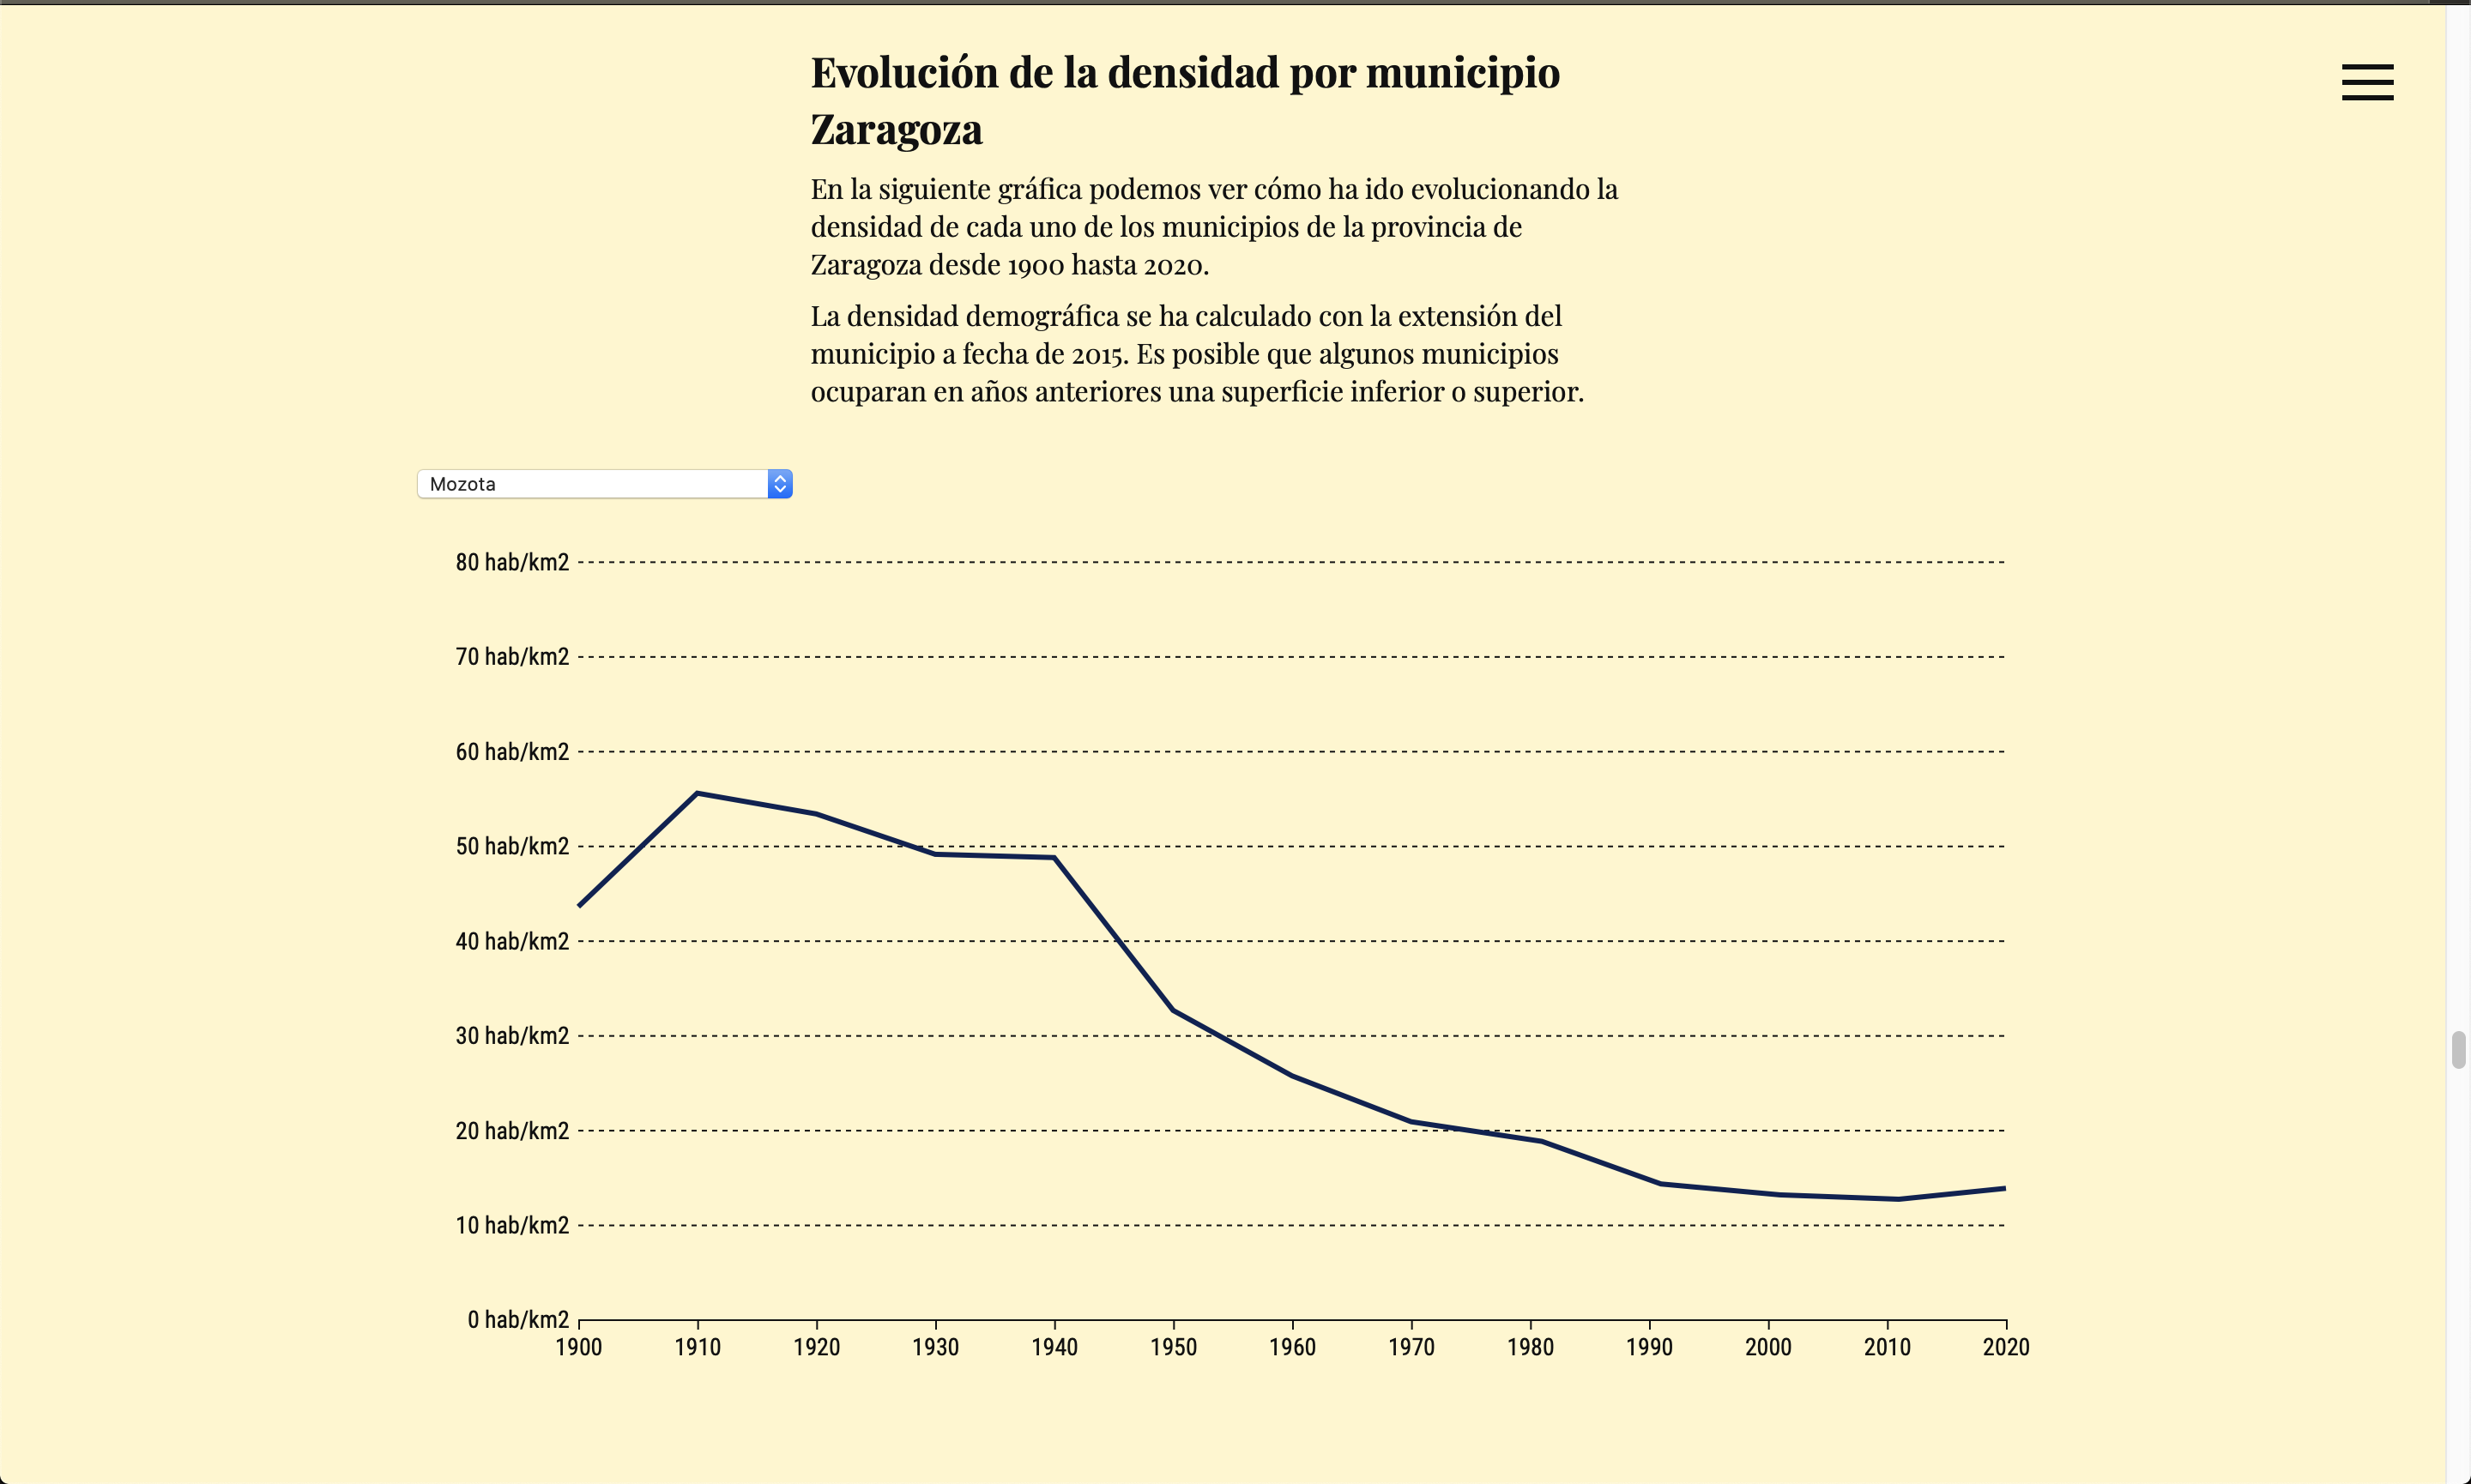 Evolución de la densidad por municipio
Zaragoza
En la siguiente gráfica podemos ver cómo ha ido evolucionando la
densidad de cada uno de los municipios de la provincia de
Zaragoza desde 1900 hasta 2020.
La densidad demográfica se ha calculado con la extensión del
municipio a fecha de 2015. Es posible que algunos municipios
ocuparan en años anteriores una superficie inferior o superior.
Mozota
80 hab/km2
70 hab/km2
60 hab/km2
50 hab/km2
40 hab/km2
30 hab/km2
20 hab/km2
10 hab/km2
0 hab/km2
1900 1910 1920 1930 1940 1950 1960 1970 1980 1990 2000 2010 2020